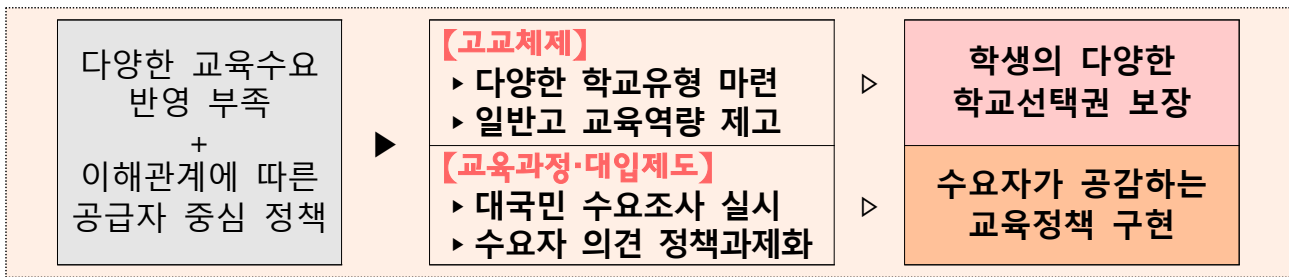 다양한 교육수요
반영 부족
+
이해관계에 따른
공급자 중심 정책
▶
【고교체제】
▸ 다양한 학교유형 마련
▸ 일반고 교육역량 제고
▷
학생의 다양한
학교선택권 보장
【교육과정·대입제도】
▸ 대국민 수요조사 실시
▸ 수요자 의견 정책과제화
▷
수요자가 공감하는
교육정책 구현